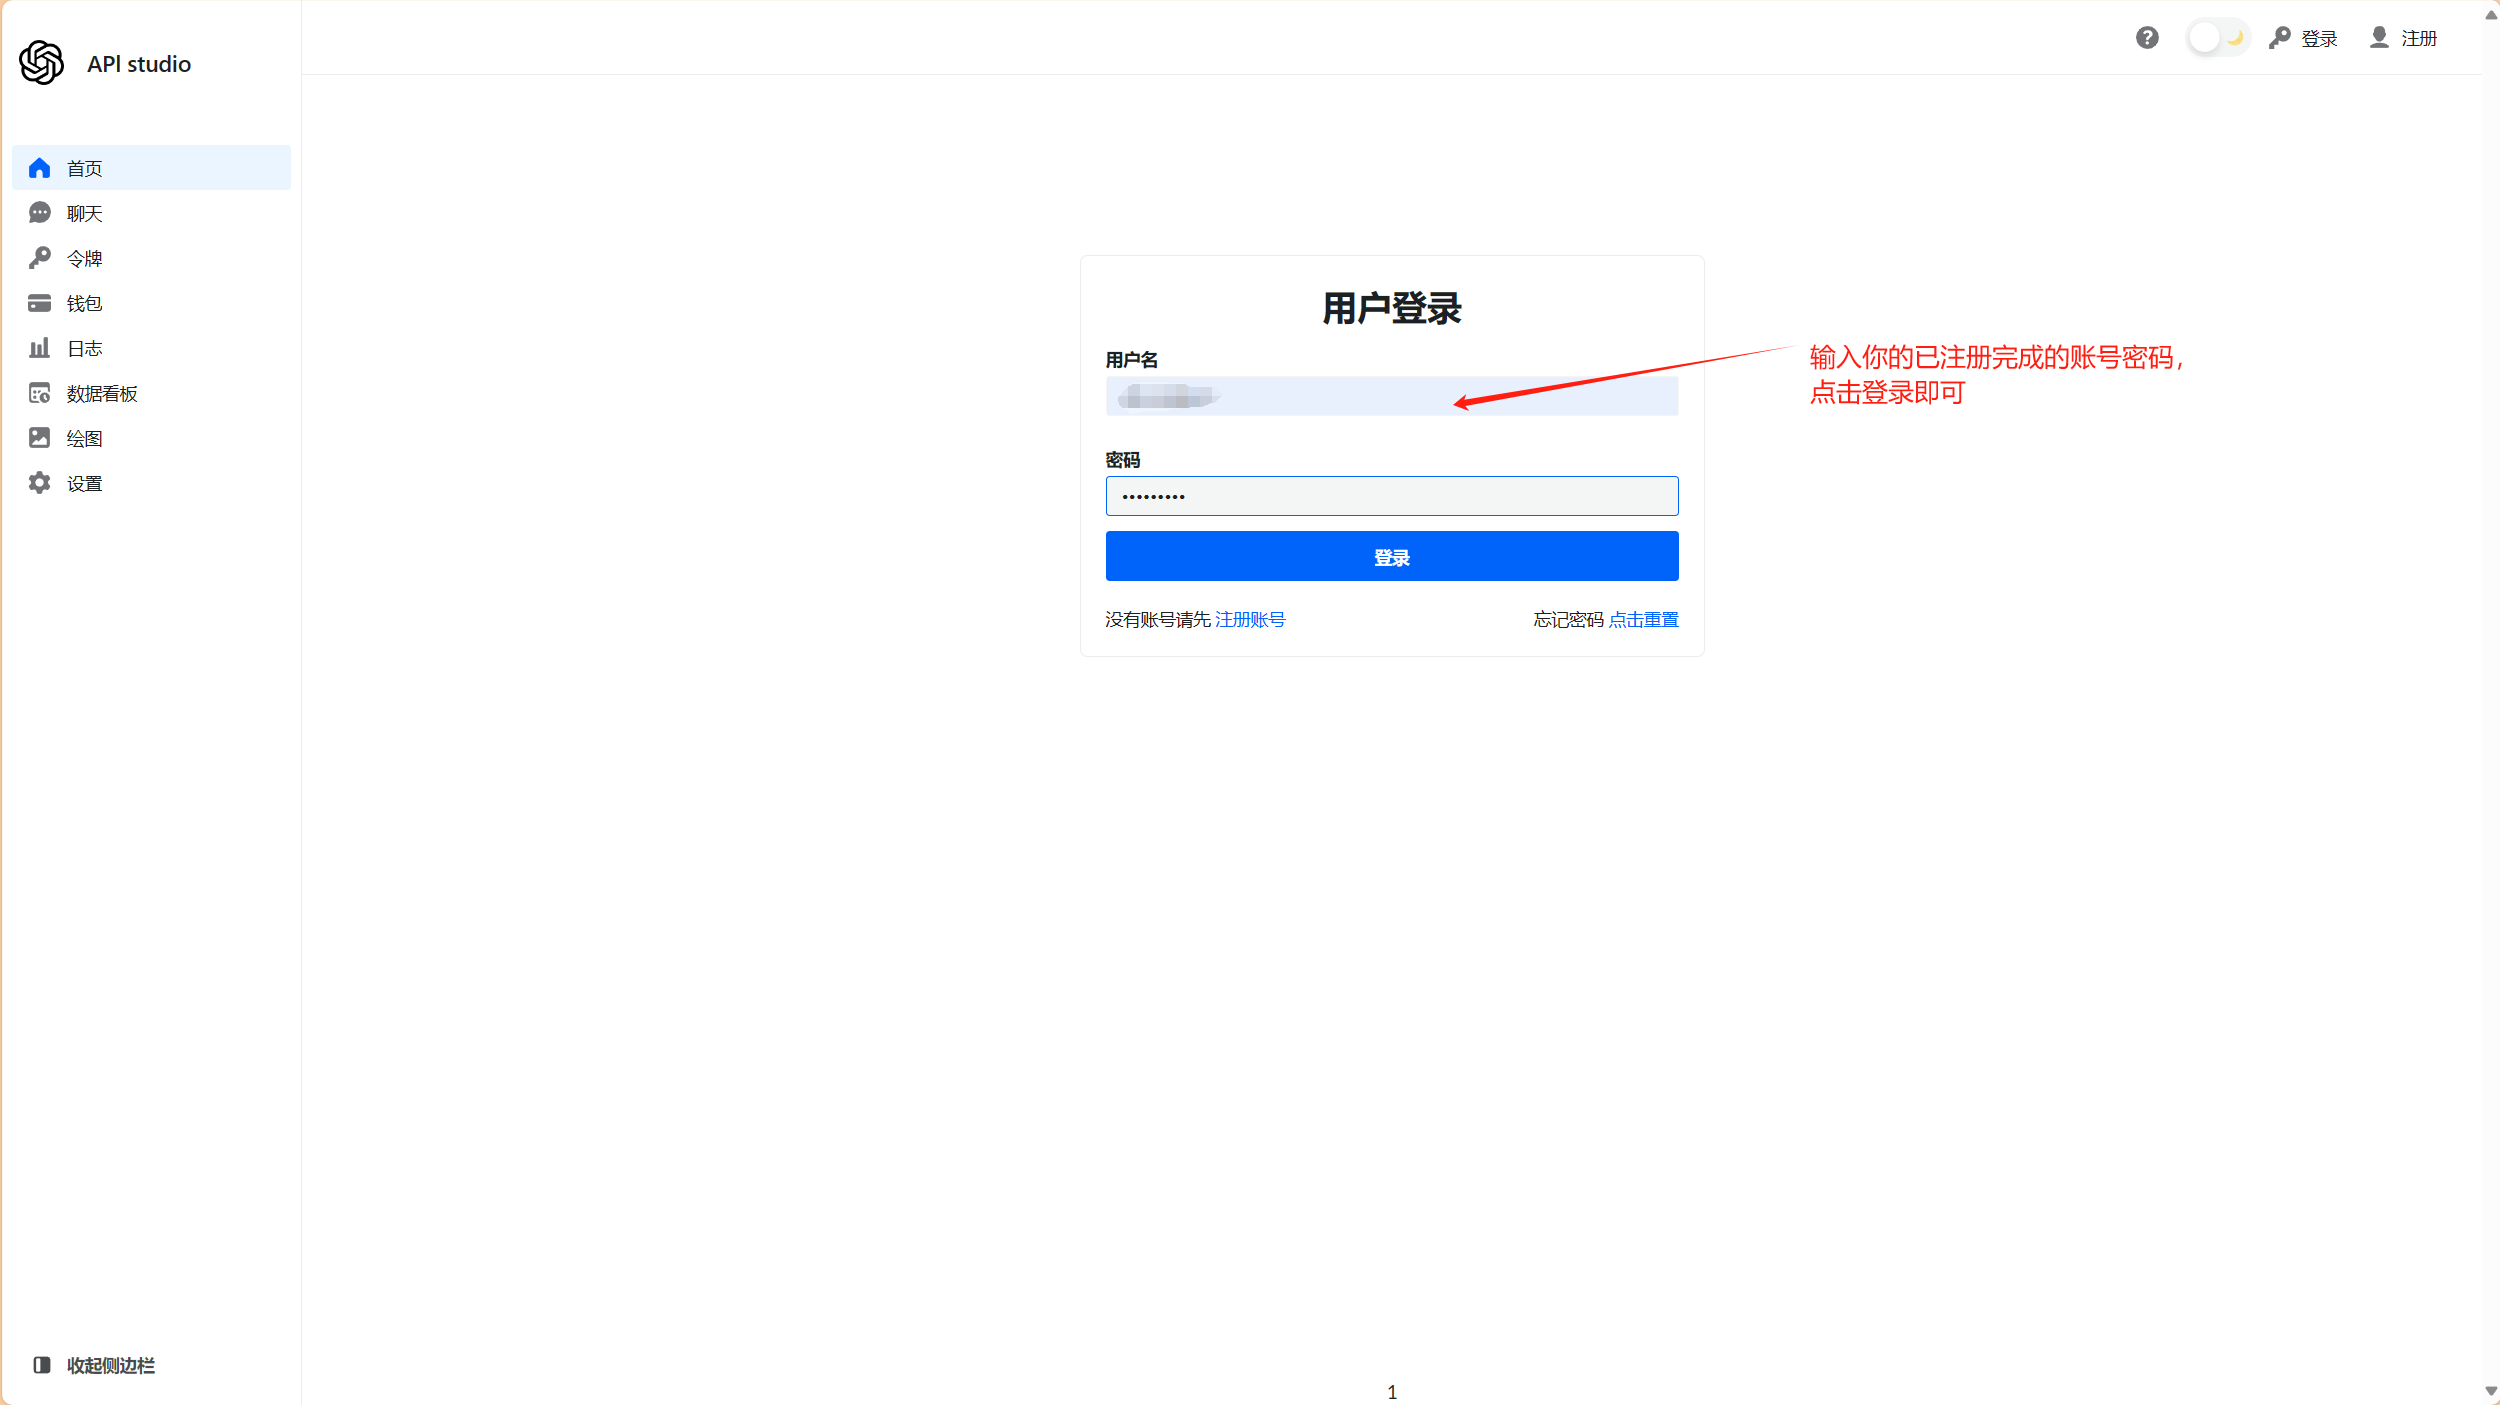 API studio
登录
注册
首页
聊天
令牌
钱包
日志
数据看板
绘图
设置
用户登录
用户名
密码
•••••••••
登录
没有账号请先 注册账号
忘记密码 点击重置
输入你的已注册完成的账号密码，
点击登录即可
收起侧边栏
1